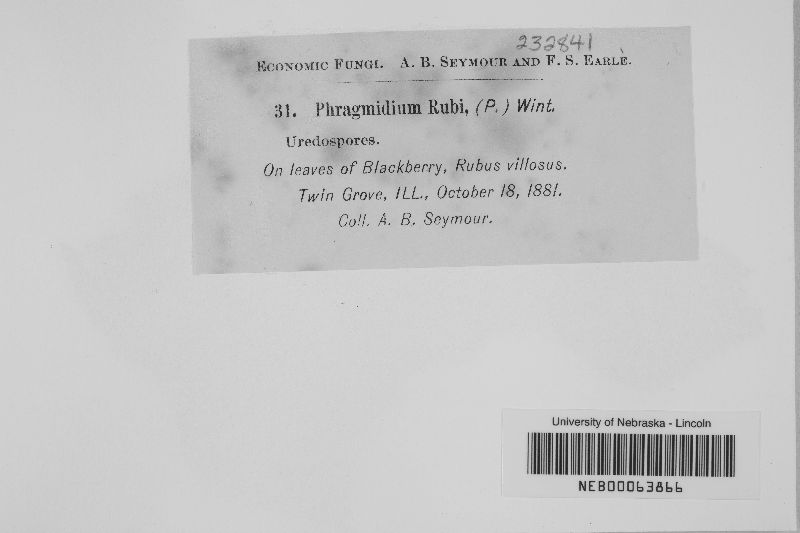 232841
ECONOMIC FUNGI. A. B. SEYMOUR AND F. S. EARLE.
31. Phragmidium Rubi, (P.) Wint.
Uredospores.
On leaves of Blackberry, Rubus villosus.
Twin Grove, ILL., October 18, 1881.
Coll. A. B. Seymour.
University of Nebraska - Lincoln
NEB00063866